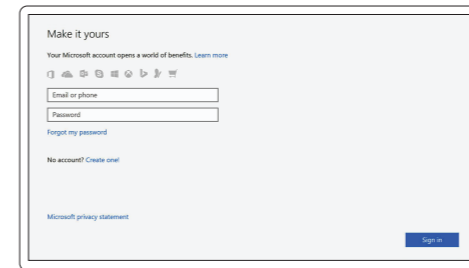 Make it yours
Your Microsoft account opens a world of benefits. Learn more
Email or phone
Password
Forgot my password
No account? Create one!
Microsoft privacy statement
Sign in